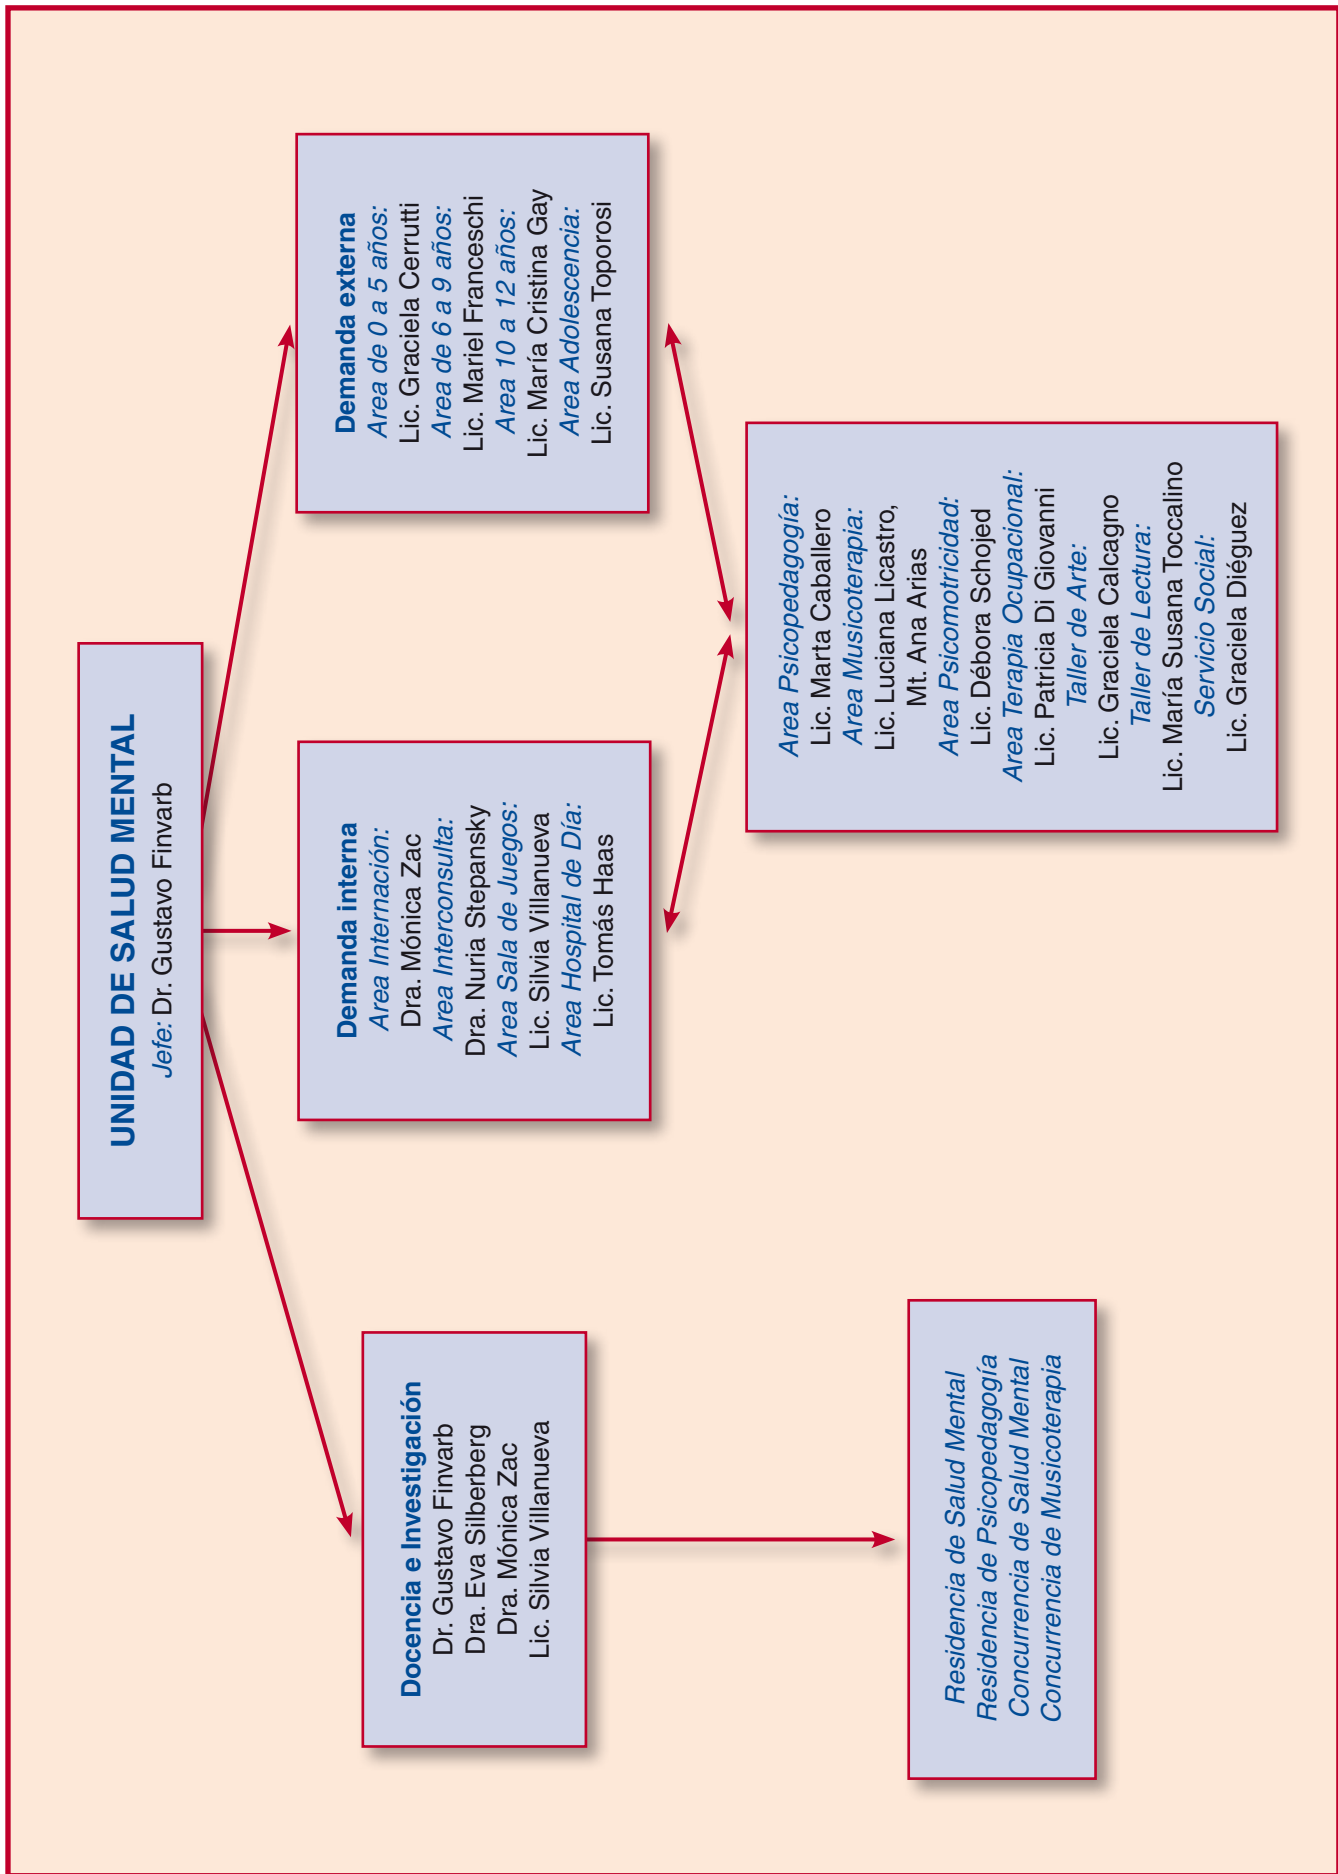 UNIDAD DE SALUD MENTAL
Jefe: Dr. Gustavo Finvarb
Docencia e Investigación
Dr. Gustavo Finvarb
Dra. Eva Silberberg
Dra. Mónica Zac
Lic. Silvia Villanueva
Demanda interna
Area Internación:
Dra. Mónica Zac
Area Interconsulta:
Dra. Nuria Stepansky
Area Sala de Juegos:
Lic. Silvia Villanueva
Area Hospital de Día:
Lic. Tomás Haas
Demanda externa
Area de 0 a 5 años:
Lic. Graciela Cerrutti
Area de 6 a 9 años:
Lic. Mariel Franceschi
Area 10 a 12 años:
Lic. María Cristina Gay
Area Adolescencia:
Lic. Susana Toporosi
Residencia de Salud Mental
Residencia de Psicopedagogía
Concurrencia de Salud Mental
Concurrencia de Musicoterapia
Area Psicopedagogía:
Lic. Marta Caballero
Area Musicoterapia:
Lic. Luciana Licastro,
Mt. Ana Arias
Area Psicomotricidad:
Lic. Débora Schojed
Area Terapia Ocupacional:
Lic. Patricia Di Giovanni
Taller de Arte:
Lic. Graciela Calcagno
Taller de Lectura:
Lic. María Susana Toccalino
Servicio Social:
Lic. Graciela Diéguez